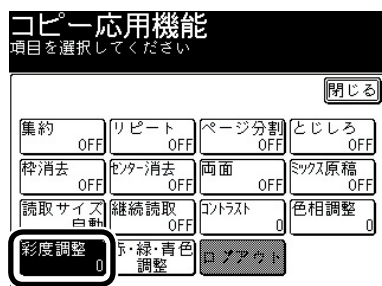 コピー応用機能
項目を選択してください
閉じる
集約 リピート ページ分割 とじしろ
OFF OFF OFF OFF
枠消去 センター消去 両面 ミックス原稿
OFF OFF OFF OFF
読取サイズ 継続読取 コントラスト 色相調整
自動 OFF 0 0
彩度調整 赤・緑・青色
0 調整 ログアウト